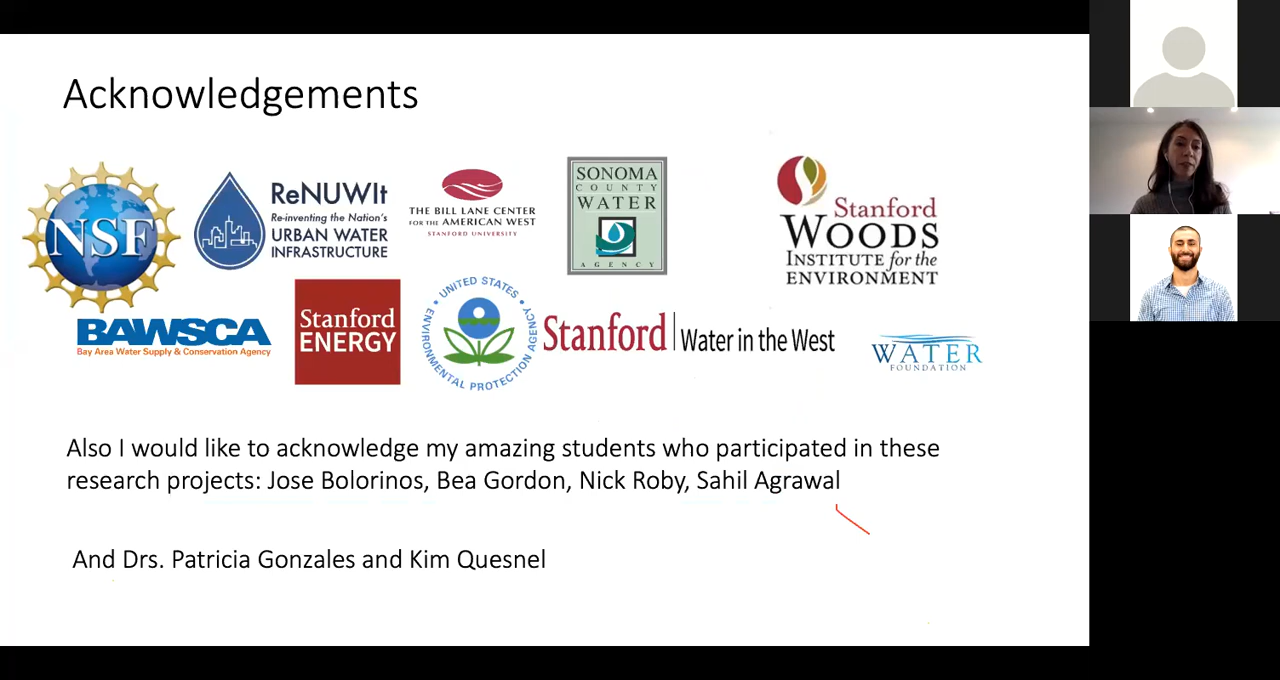 Acknowledgements
NSF
ReNUWIt
Re-inventing the Nation's
URBAN WATER
INFRASTRUCTURE
THE BILL LANE CENTER
FOR THE AMERICAN WEST
STANFORD UNIVERSITY
SONOMA
COUNTY
WATER
AGENCY
Stanford
WOODS
INSTITUTE for the
ENVIRONMENT
BAWSCA
Bay Area Water Supply & Conservation Agency
Stanford
ENERGY
UNITED STATES
ENVIRONMENTAL PROTECTION AGENCY
Stanford | Water in the West
WATER
FOUNDATION
Also I would like to acknowledge my amazing students who participated in these
research projects: Jose Bolorinos, Bea Gordon, Nick Roby, Sahil Agrawal
And Drs. Patricia Gonzales and Kim Quesnel